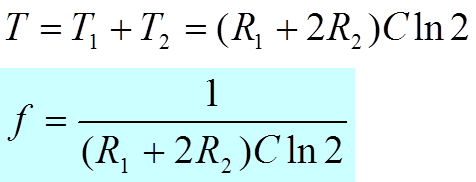 T = T₁ + T₂ = (R₁ + 2R₂)C ln 2
f = 1 / ((R₁ + 2R₂)C ln 2)